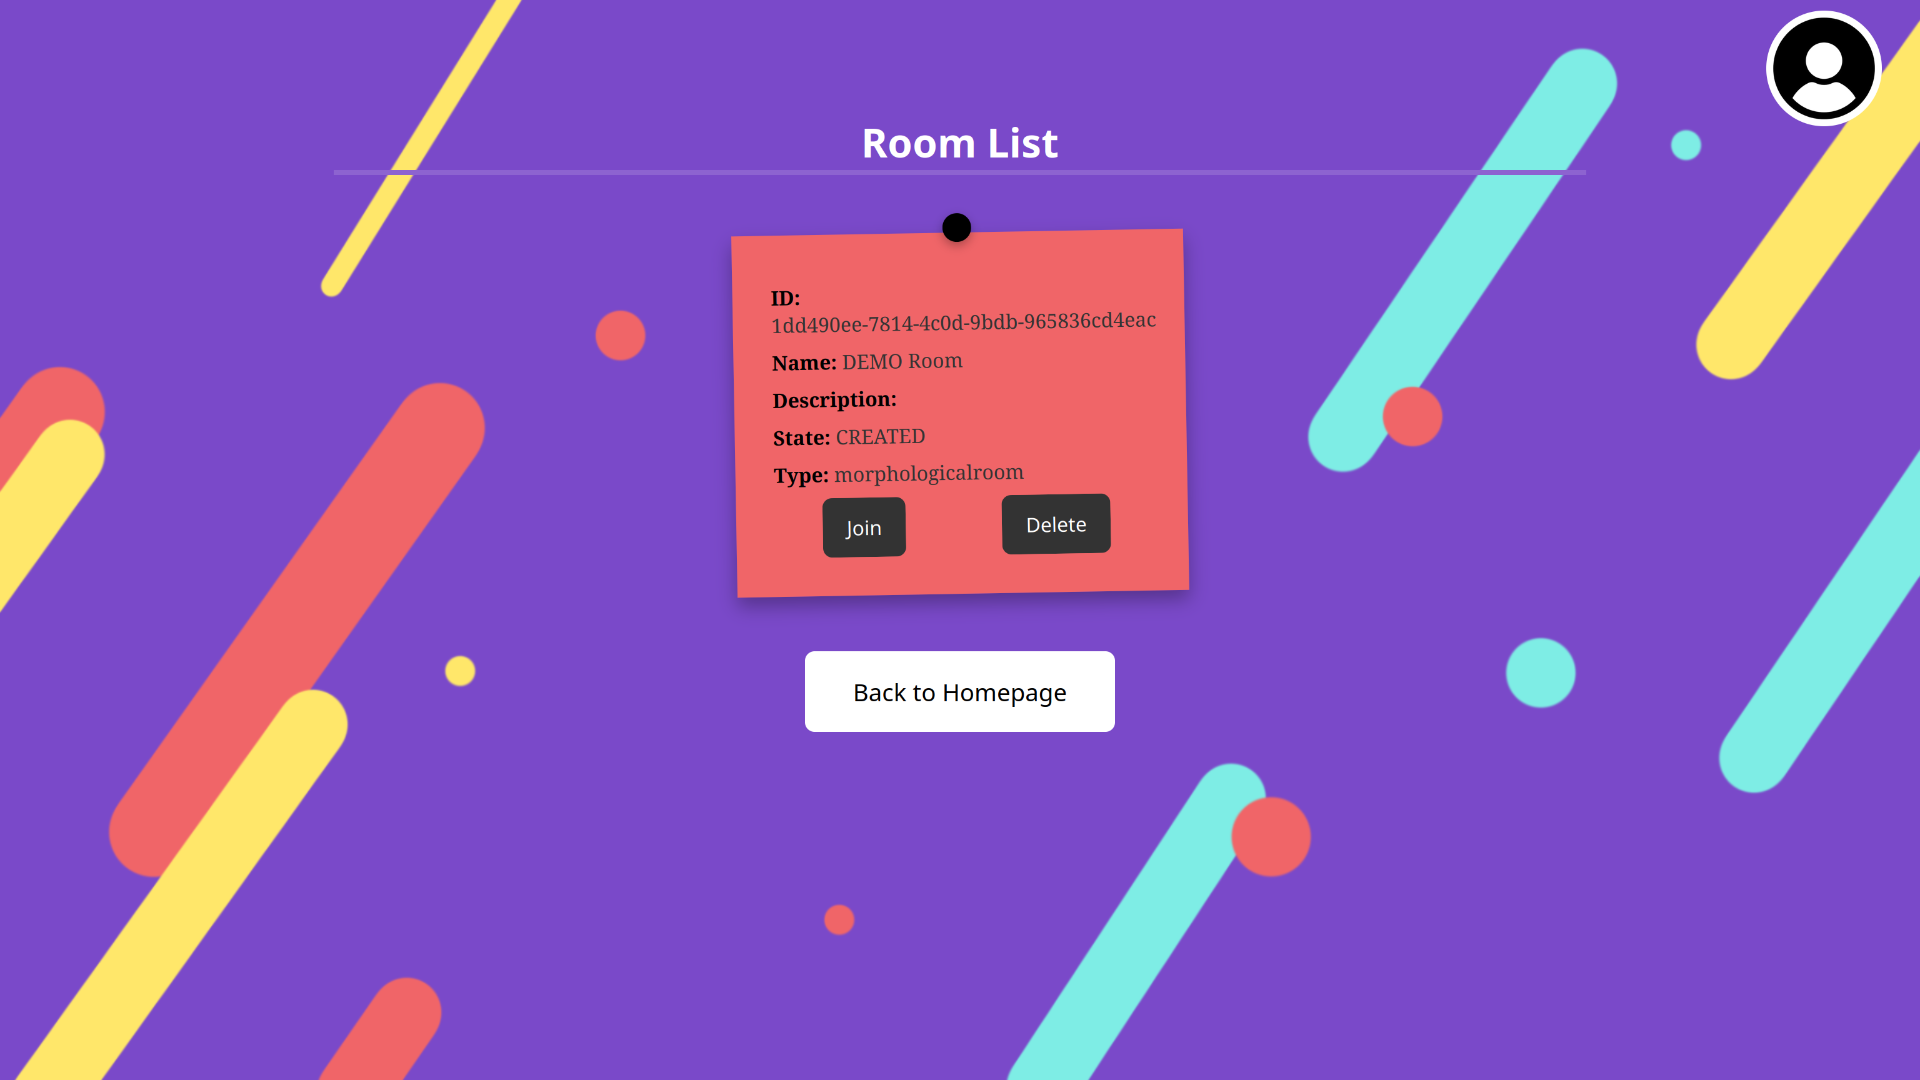 Room List
ID:
1dd490ee-7814-4c0d-9bdb-965836cd4eac
Name: DEMO Room
Description:
State: CREATED
Type: morphologicalroom
Join
Delete
Back to Homepage